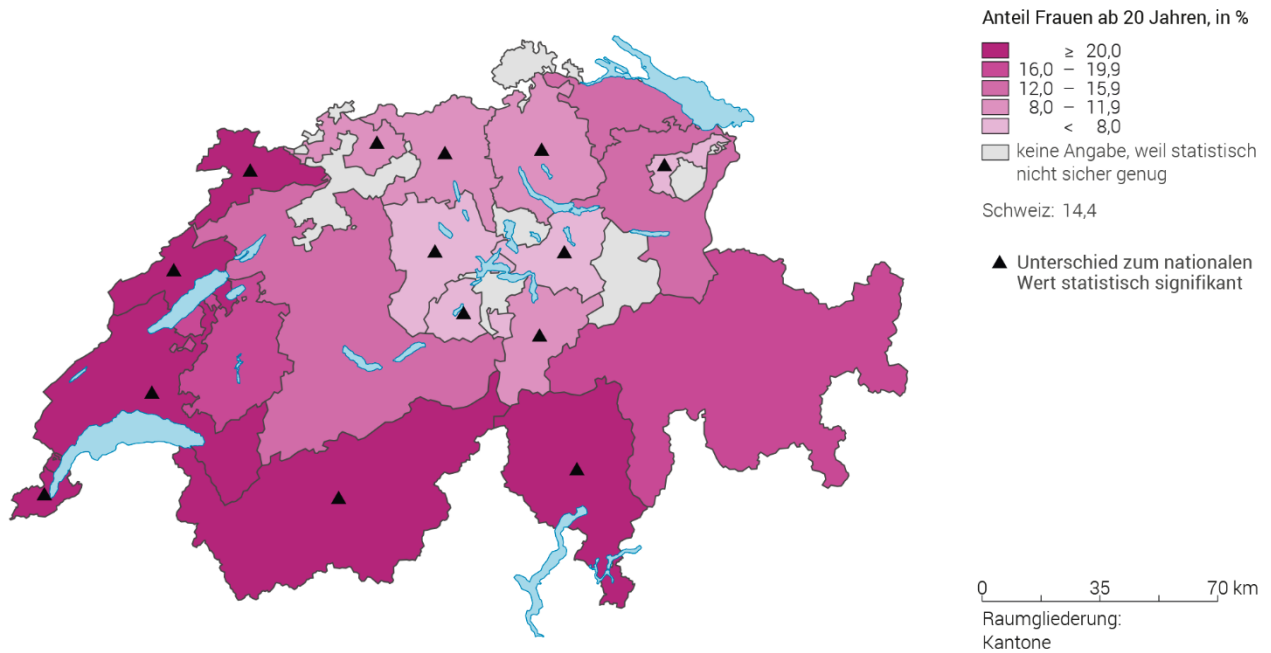 Anteil Frauen ab 20 Jahren, in %
≥ 20,0
16,0 – 19,9
12,0 – 15,9
8,0 – 11,9
< 8,0
keine Angabe, weil statistisch
nicht sicher genug
Schweiz: 14,4
Unterschied zum nationalen
Wert statistisch signifikant
0 35 70 km
Raumgliederung:
Kantone